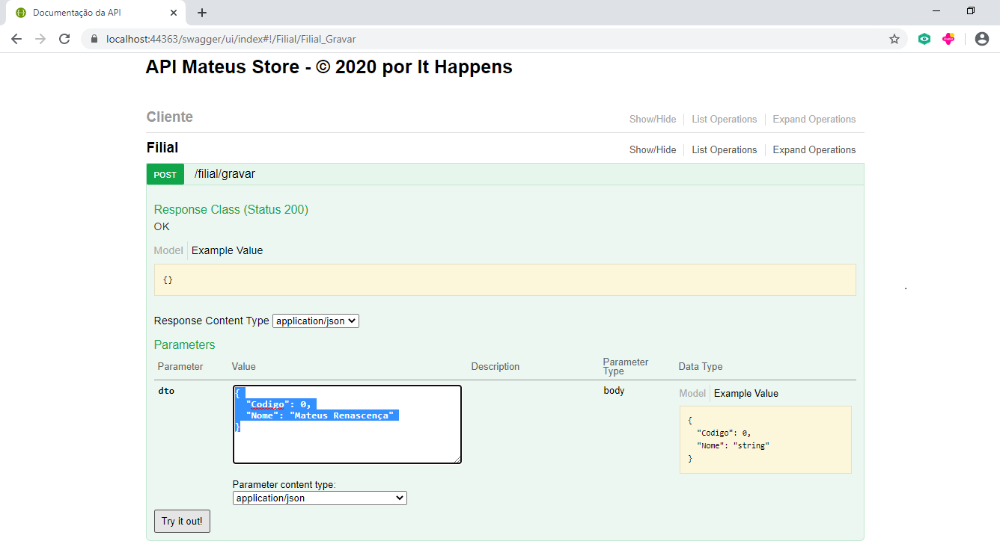 Documentação da API
localhost:44363/swagger/ui/index#!/Filial/Filial_Gravar
API Mateus Store - © 2020 por It Happens
Cliente Show/Hide List Operations Expand Operations
Filial Show/Hide List Operations Expand Operations
POST /filial/gravar
Response Class (Status 200)
OK
Model Example Value
{}
Response Content Type application/json
Parameters
Parameter Value Description Parameter Type Data Type
dto
{
"Codigo": 0,
"Nome": "Mateus Renascença"
}
Parameter content type:
application/json
body
Model Example Value
{
"Codigo": 0,
"Nome": "string"
}
Try it out!